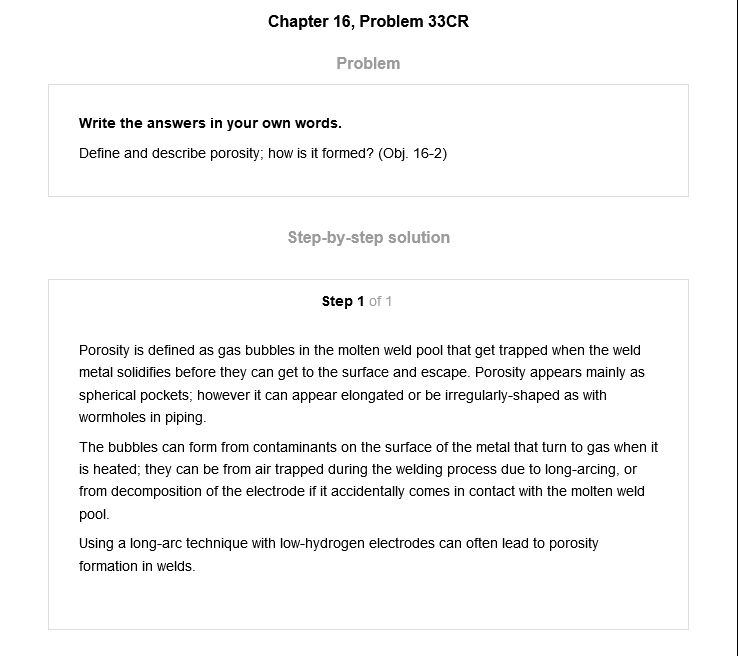 Chapter 16, Problem 33CR
Problem
Write the answers in your own words.
Define and describe porosity; how is it formed? (Obj. 16-2)
Step-by-step solution
Step 1 of 1
Porosity is defined as gas bubbles in the molten weld pool that get trapped when the weld
metal solidifies before they can get to the surface and escape. Porosity appears mainly as
spherical pockets; however it can appear elongated or be irregularly-shaped as with
wormholes in piping.
The bubbles can form from contaminants on the surface of the metal that turn to gas when it
is heated; they can be from air trapped during the welding process due to long-arcing, or
from decomposition of the electrode if it accidentally comes in contact with the molten weld
pool.
Using a long-arc technique with low-hydrogen electrodes can often lead to porosity
formation in welds.